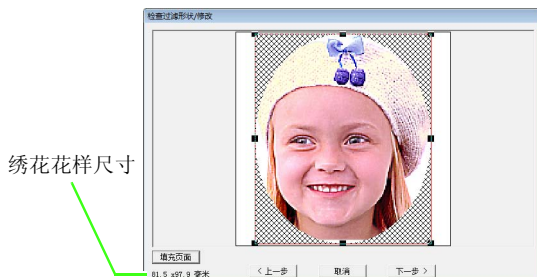 检查过滤形状/修改
绣花花样尺寸
填充页面
81.5 x97.9 毫米
< 上一步
取消
下一步 >